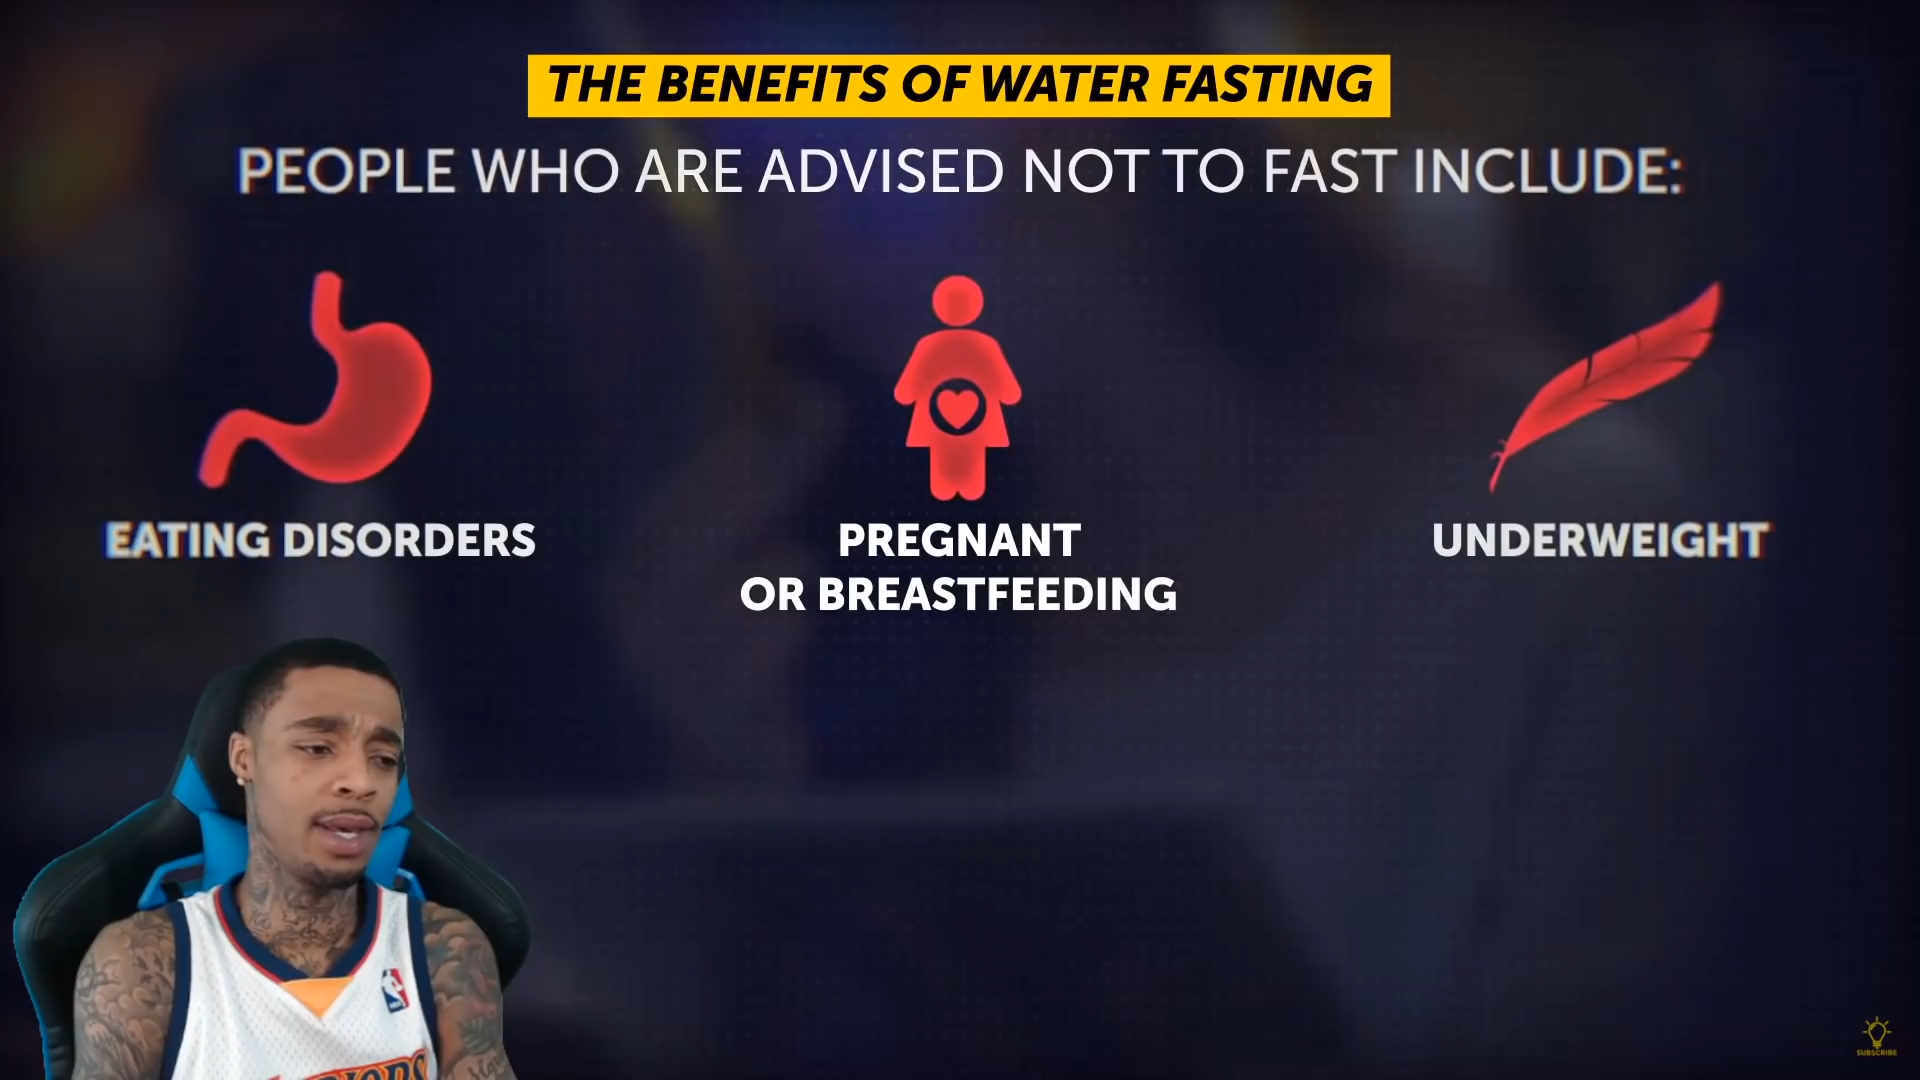 THE BENEFITS OF WATER FASTING
PEOPLE WHO ARE ADVISED NOT TO FAST INCLUDE:
EATING DISORDERS
PREGNANT
OR BREASTFEEDING
UNDERWEIGHT
SUBSCRIBE